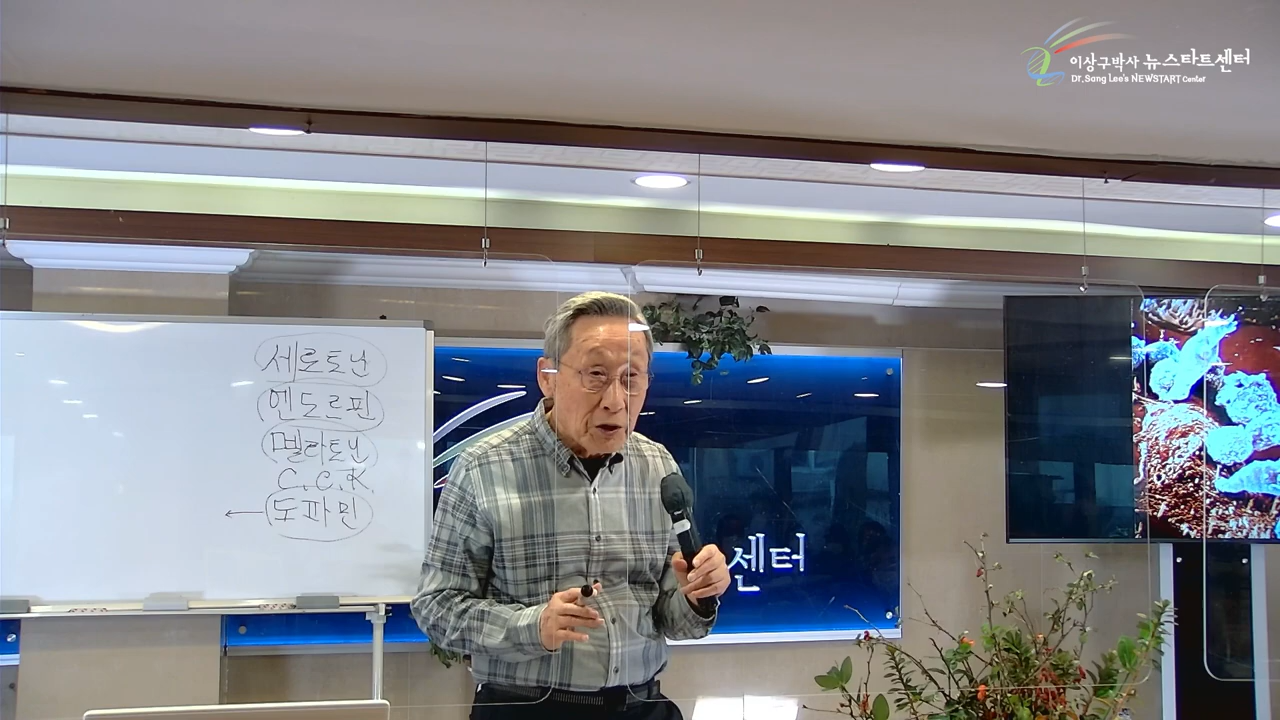 이상구박사 뉴스타트센터
Dr. Sang Lee's NEWSTART Center
세로토닌
엔도르핀
멜라토닌
C.C.K.
도파민
센터